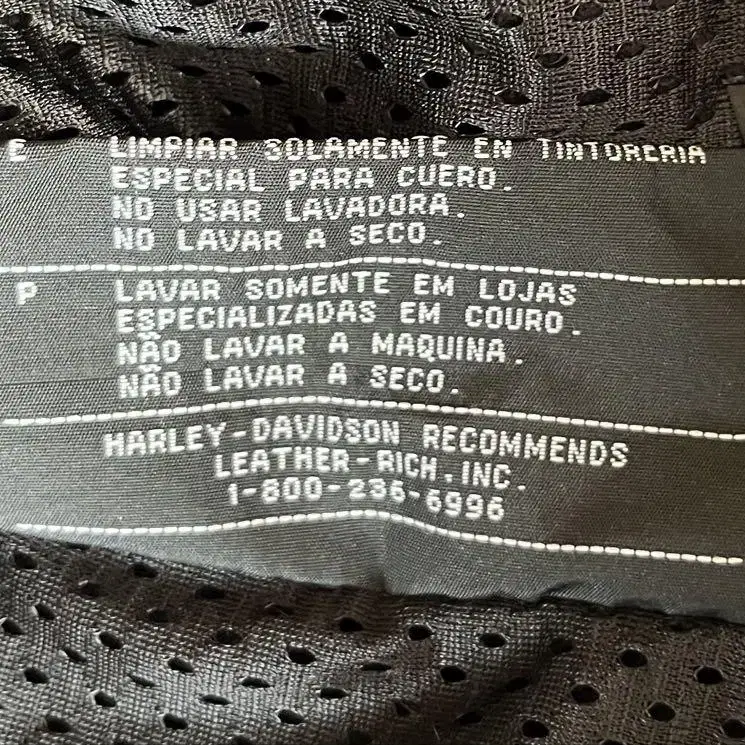 E LIMPIAR SOLAMENTE EN TINTORERIA
ESPECIAL PARA CUERO.
NO USAR LAVADORA.
NO LAVAR A SECO.
P LAVAR SOMENTE EM LOJAS
ESPECIALIZADAS EM COURO.
NÃO LAVAR A MAQUINA.
NÃO LAVAR A SECO.
HARLEY-DAVIDSON RECOMMENDS
LEATHER-RICH, INC.
1-800-236-6996